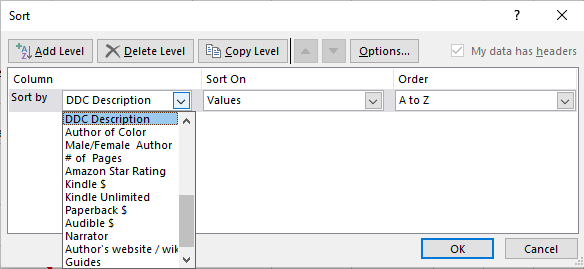 Sort
? ×
Add Level Delete Level Copy Level Options... My data has headers
Column Sort On Order
Sort by DDC Description Values A to Z
DDC Description
Author of Color
Male/Female Author
# of Pages
Amazon Star Rating
Kindle $
Kindle Unlimited
Paperback $
Audible $
Narrator
Author's website / wik
Guides
OK Cancel